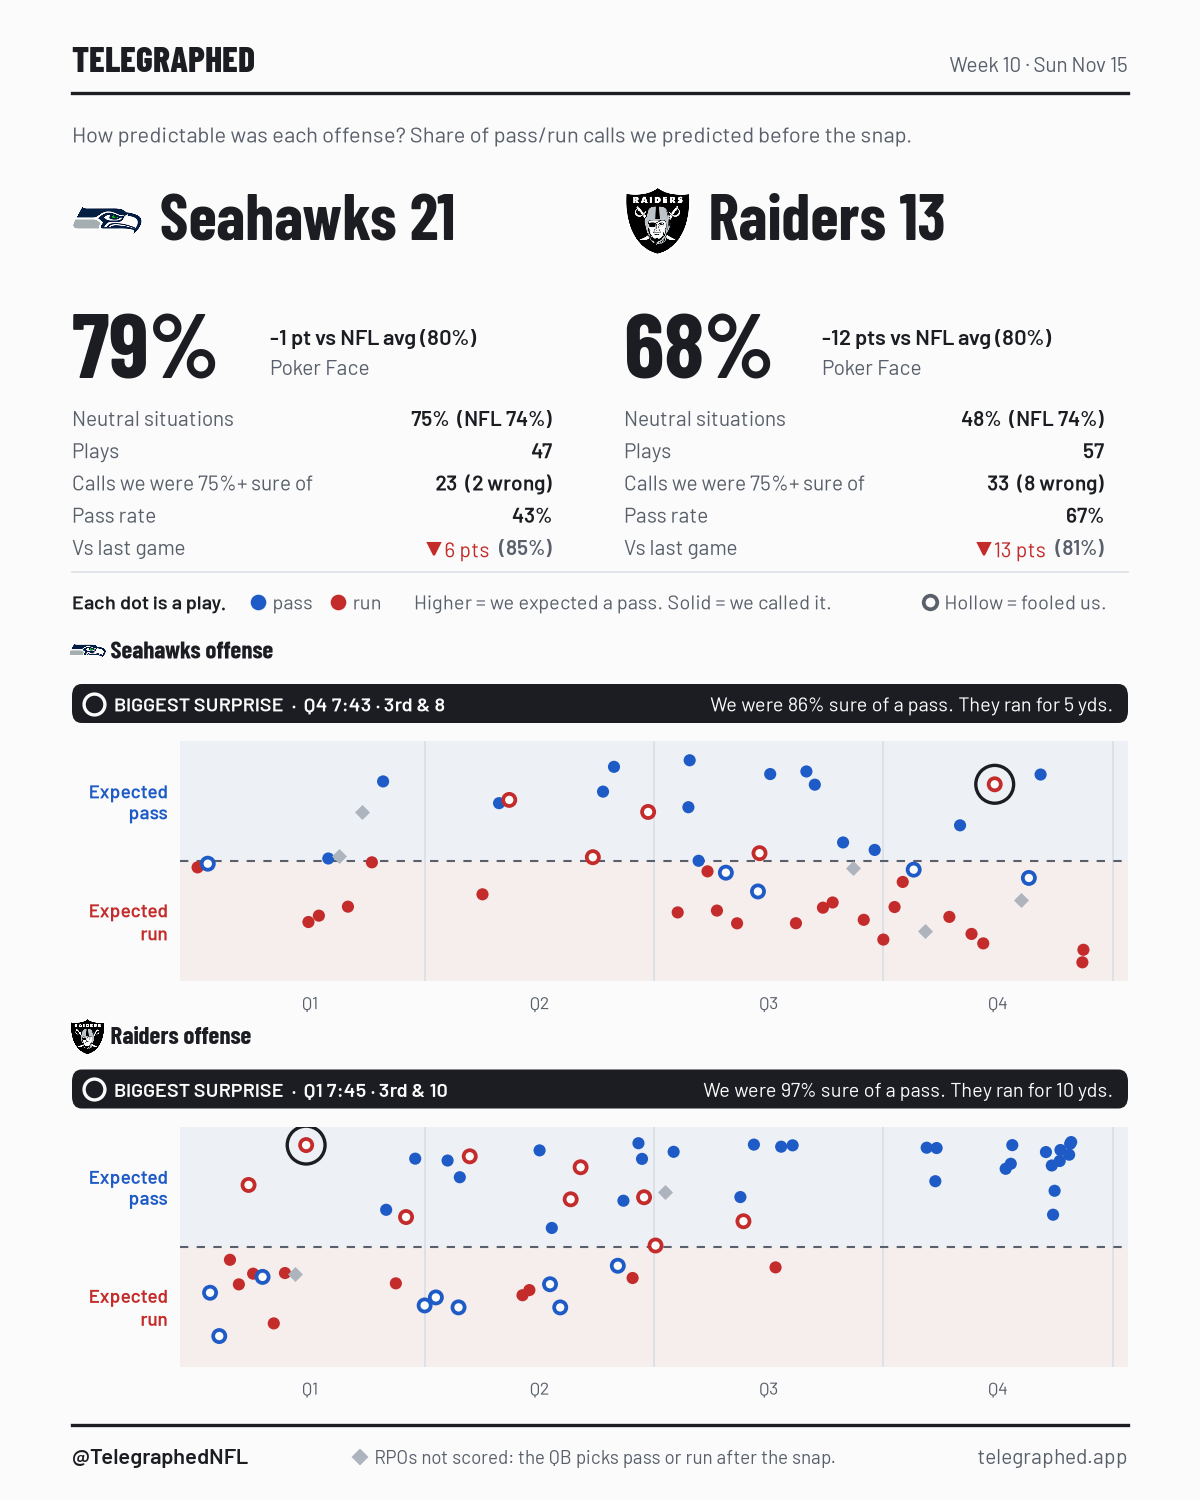 TELEGRAPHED
Week 10 · Sun Nov 15
How predictable was each offense? Share of pass/run calls we predicted before the snap.
Seahawks 21
RAIDERS
Raiders 13
79%
-1 pt vs NFL avg (80%)
Poker Face
Neutral situations 75% (NFL 74%)
Plays 47
Calls we were 75%+ sure of 23 (2 wrong)
Pass rate 43%
Vs last game ▼6 pts (85%)
68%
-12 pts vs NFL avg (80%)
Poker Face
Neutral situations 48% (NFL 74%)
Plays 57
Calls we were 75%+ sure of 33 (8 wrong)
Pass rate 67%
Vs last game ▼13 pts (81%)
Each dot is a play. pass run Higher = we expected a pass. Solid = we called it. Hollow = fooled us.
Seahawks offense
BIGGEST SURPRISE · Q4 7:43 · 3rd & 8 We were 86% sure of a pass. They ran for 5 yds.
Expected
pass
Expected
run
Q1 Q2 Q3 Q4
RAIDERS
Raiders offense
BIGGEST SURPRISE · Q1 7:45 · 3rd & 10 We were 97% sure of a pass. They ran for 10 yds.
Expected
pass
Expected
run
Q1 Q2 Q3 Q4
@TelegraphedNFL
RPOs not scored: the QB picks pass or run after the snap.
telegraphed.app